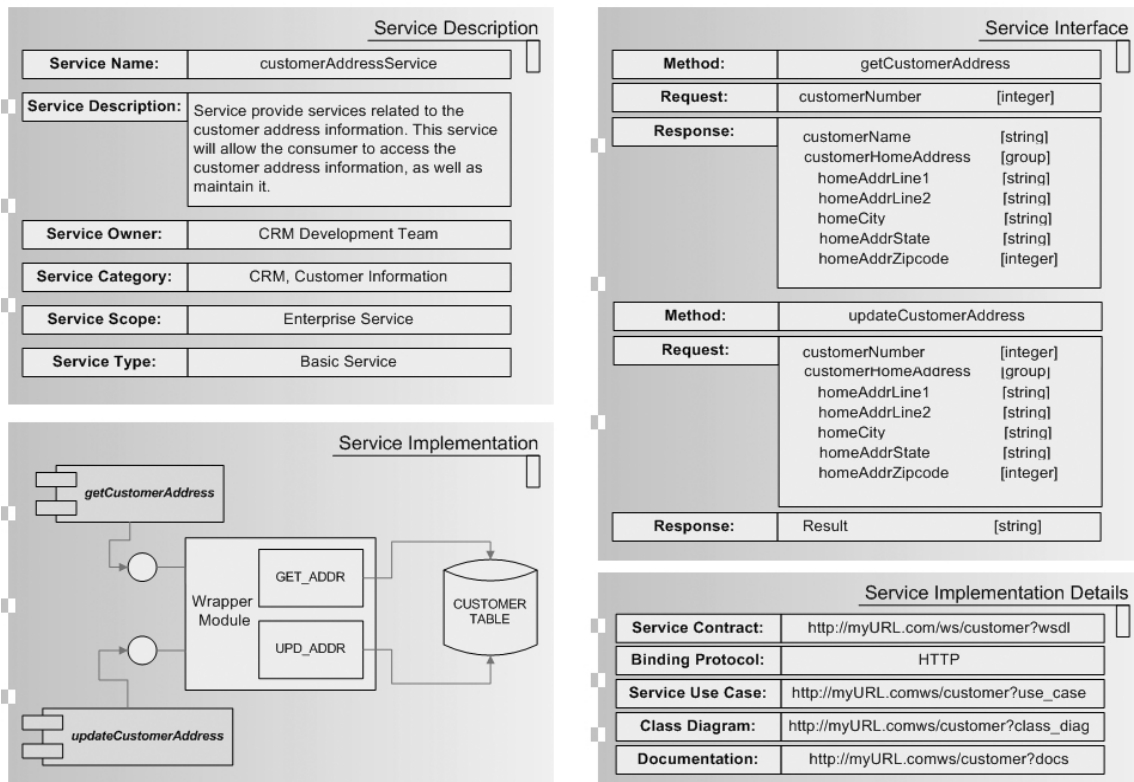 Service Description
Service Name: customerAddressService
Service Description: Service provide services related to the
customer address information. This service
will allow the consumer to access the
customer address information, as well as
maintain it.
Service Owner: CRM Development Team
Service Category: CRM, Customer Information
Service Scope: Enterprise Service
Service Type: Basic Service
Service Implementation
getCustomerAddress
Wrapper
Module
GET_ADDR
UPD_ADDR
CUSTOMER
TABLE
updateCustomerAddress
Service Interface
Method: getCustomerAddress
Request: customerNumber [integer]
Response:
customerName [string]
customerHomeAddress [group]
homeAddrLine1 [string]
homeAddrLine2 [string]
homeCity [string]
homeAddrState [string]
homeAddrZipcode [integer]
Method: updateCustomerAddress
Request: customerNumber [integer]
customerHomeAddress [group]
homeAddrLine1 [string]
homeAddrLine2 [string]
homeCity [string]
homeAddrState [string]
homeAddrZipcode [integer]
Response: Result [string]
Service Implementation Details
Service Contract: http://myURL.com/ws/customer?wsdl
Binding Protocol: HTTP
Service Use Case: http://myURL.comws/customer?use_case
Class Diagram: http://myURL.comws/customer?class_diag
Documentation: http://myURL.comws/customer?docs